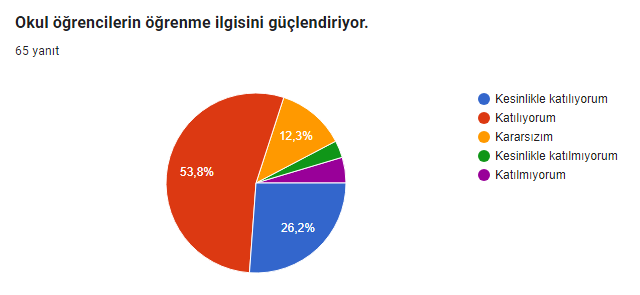 Okul öğrencilerin öğrenme ilgisini güçlendiriyor.
65 yanıt
Kesinlikle katılıyorum
Katılıyorum
Kararsızım
Kesinlikle katılmıyorum
Katılmıyorum
12,3%
53,8%
26,2%